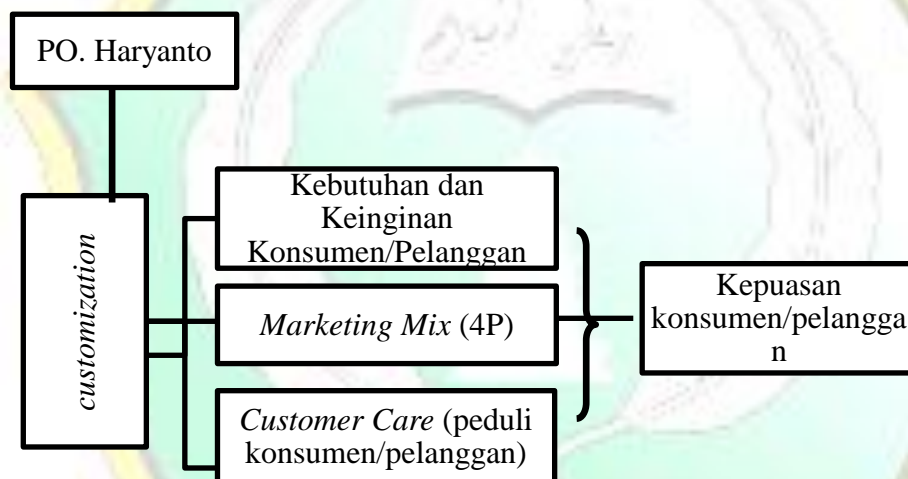 PO. Haryanto
customization
Kebutuhan dan
Keinginan
Konsumen/Pelanggan
Marketing Mix (4P)
Customer Care (peduli
konsumen/pelanggan)
Kepuasan
konsumen/pelangga
n